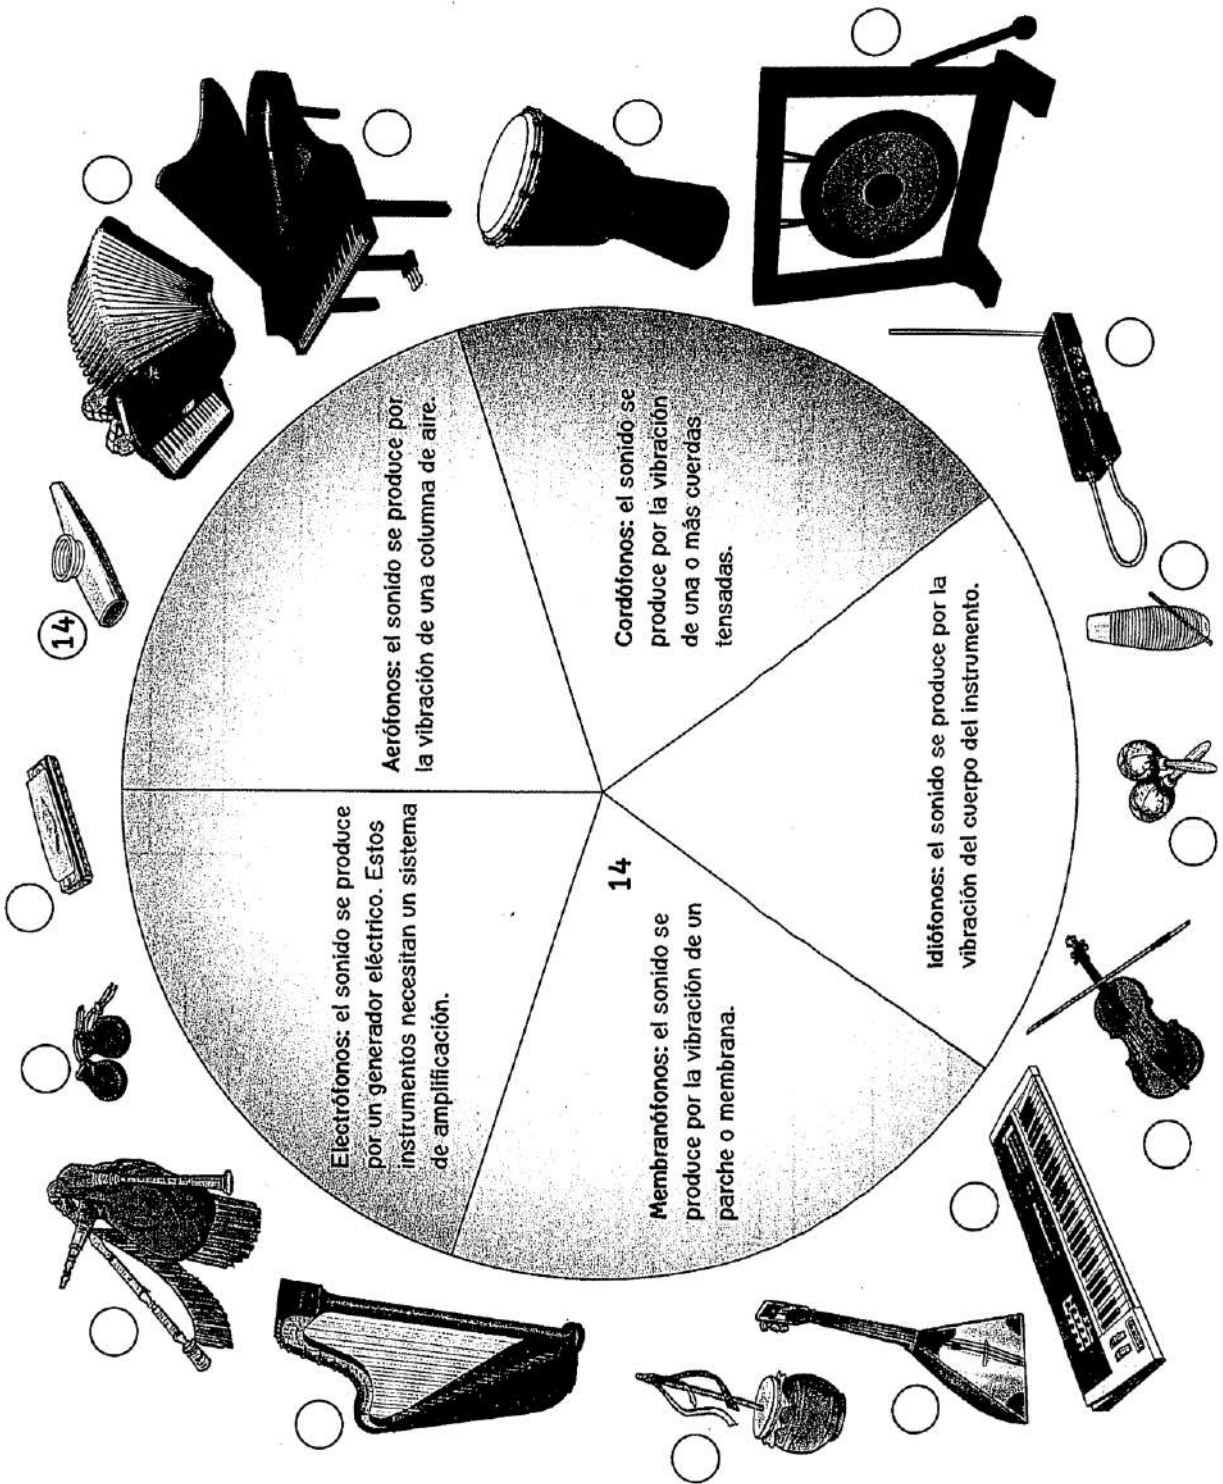 14
Electrófonos: el sonido se produce
por un generador eléctrico. Estos
instrumentos necesitan un sistema
de amplificación.
Aerófonos: el sonido se produce por
la vibración de una columna de aire.
14
Membranófonos: el sonido se
produce por la vibración de un
parche o membrana.
Cordófonos: el sonido se
produce por la vibración
de una o más cuerdas
tensadas.
Idiófonos: el sonido se produce por la
vibración del cuerpo del instrumento.